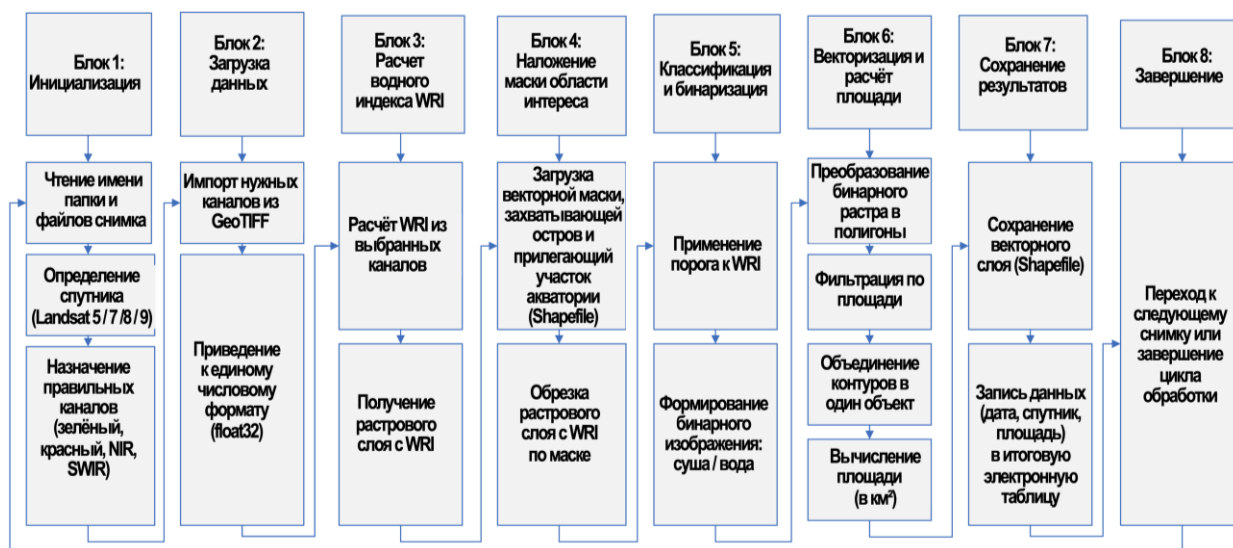 Блок 1:
Инициализация
Чтение имени
папки и
файлов снимка
Определение
спутника
(Landsat 5 / 7 /8 / 9)
Назначение
правильных
каналов
(зелёный,
красный, NIR,
SWIR)
Блок 2:
Загрузка
данных
Импорт нужных
каналов из
GeoTIFF
Приведение
к единому
числовому
формату
(float32)
Блок 3:
Расчет
водного
индекса WRI
Расчёт WRI из
выбранных
каналов
Получение
растрового
слоя с WRI
Блок 4:
Наложение
маски области
интереса
Загрузка
векторной маски,
захватывающей
остров и
прилегающий
участок
акватории
(Shapefile)
Обрезка
растрового
слоя с WRI
по маске
Блок 5:
Классификация
и бинаризация
Применение
порога к WRI
Формирование
бинарного
изображения:
суша / вода
Блок 6:
Векторизация и
расчёт
площади
Преобразование
бинарного
растра в
полигоны
Фильтрация по
площади
Объединение
контуров в
один объект
Вычисление
площади
(в км²)
Блок 7:
Сохранение
результатов
Сохранение
векторного
слоя (Shapefile)
Запись данных
(дата, спутник,
площадь)
в итоговую
электронную
таблицу
Блок 8:
Завершение
Переход к
следующему
снимку или
завершение
цикла
обработки